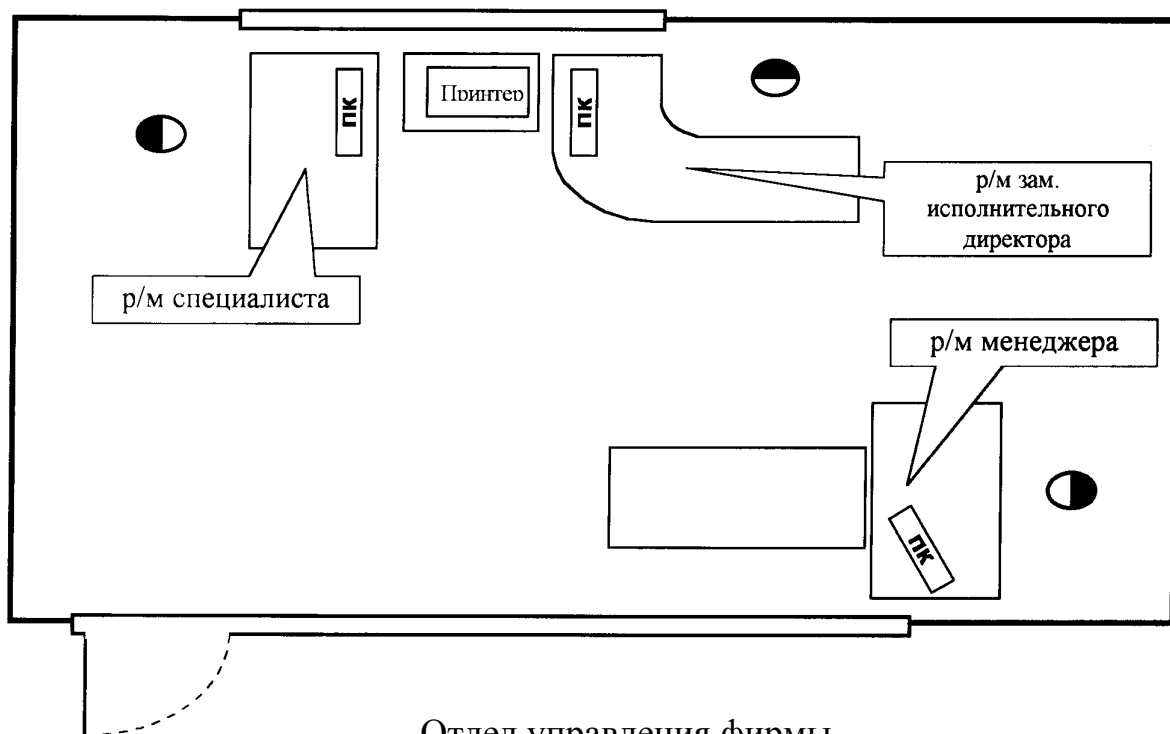 ПК
Принтер
ПК
р/м зам.
исполнительного
директора
р/м специалиста
р/м менеджера
ПК
Отдел управления фирмы